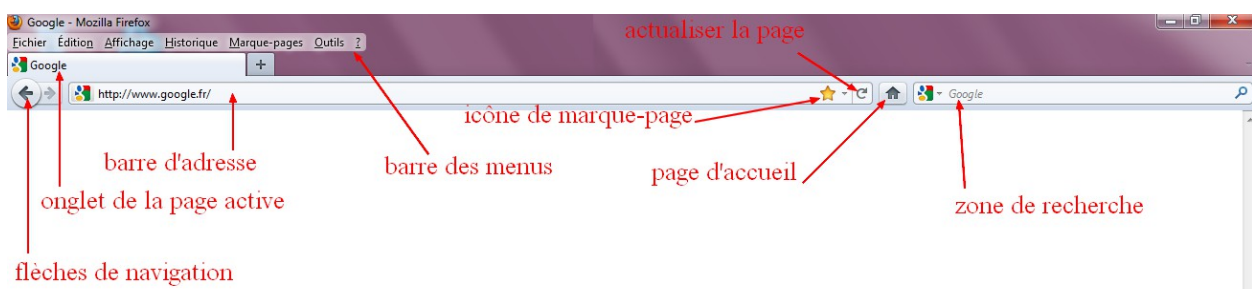 Google - Mozilla Firefox
actualiser la page
Fichier Édition Affichage Historique Marque-pages Outils ?
Google
http://www.google.fr/
Google
icône de marque-page
barre d'adresse
barre des menus
page d'accueil
onglet de la page active
zone de recherche
flèches de navigation